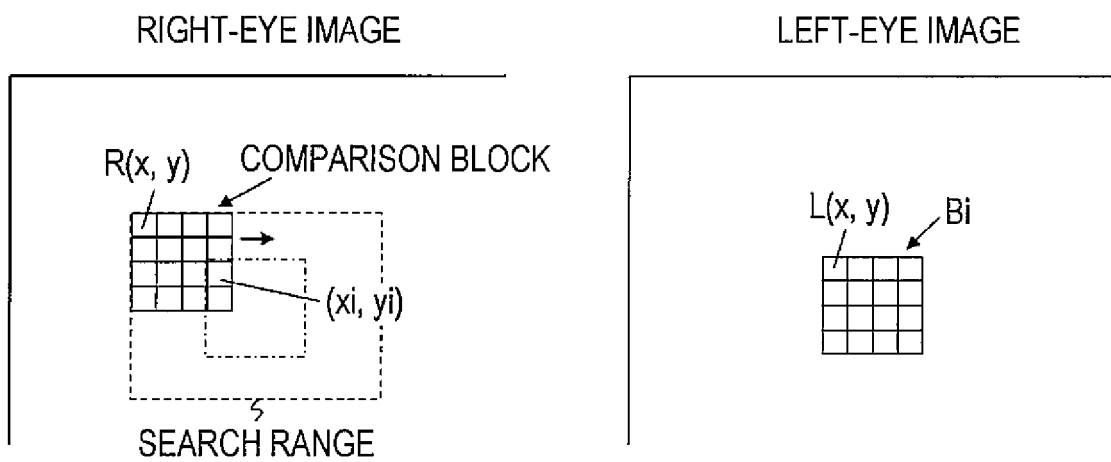 RIGHT-EYE IMAGE
LEFT-EYE IMAGE
R(x, y)
COMPARISON BLOCK
L(x, y)
Bi
(xi, yi)
SEARCH RANGE